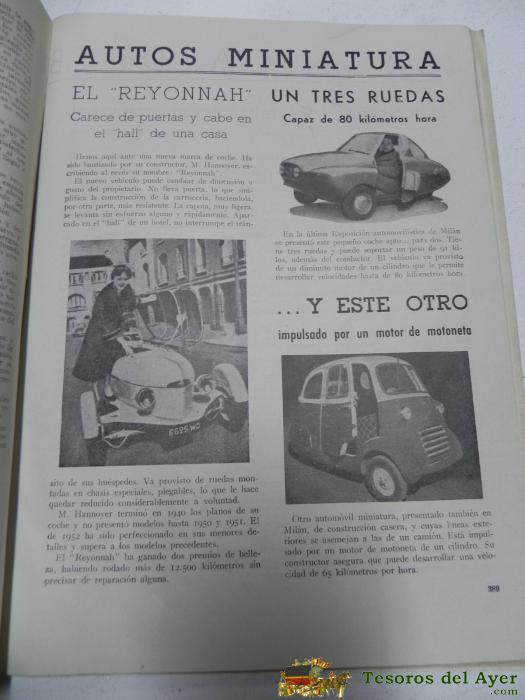 AUTOS MINIATURA
EL "REYONNAH"
Carece de puertas y cabe en
el "hall" de una casa
Henos aquí ante una nueva marca de coche. Ha
sido bautizado por su constructor, M. Hannoyer, es-
cribiendo al revés su nombre: "Reyonnah".
El nuevo vehículo puede cambiar de dimensión a
gusto del propietario. No lleva puerta, lo que sim-
plifica la construcción de la carrocería, haciéndola,
por otra parte, más resistente. La capota, muy ligera,
se levanta sin esfuerzo alguno y rápidamente. Apar-
cado en el "hall" de un hotel, no interrumpe el trán-
6685.WD
sito de sus huéspedes. Va provisto de ruedas mon-
tadas en chasis especiales, plegables, lo que le hace
quedar reducido considerablemente a voluntad.
M. Hannoyer terminó en 1940 los planos de su
coche y no presentó modelos hasta 1950 y 1951. El
de 1952 ha sido perfeccionado en sus menores de-
talles y supera a los modelos precedentes.
El "Reyonnah" ha ganado dos premios de belle-
za, habiendo rodado más de 12.500 kilómetros sin
precisar de reparación alguna.
UN TRES RUEDAS
Capaz de 80 kilómetros hora
En la última Exposición automovilística de Milán
se presentó este pequeño coche apto... para dos. Tie-
ne tres ruedas y puede soportar un peso de 91 ki-
los, además del conductor. El vehículo va provisto
de un diminuto motor de un cilindro que le permite
desarrollar velocidades hasta de 80 kilómetros hora.
...Y ESTE OTRO
impulsado por un motor de motoneta
Otro automóvil miniatura, presentado también en
Milán, de construcción casera, y cuyas líneas exte-
riores se asemejan a las de un camión. Está impul-
sado por un motor de motoneta de un cilindro. Su
constructor asegura que puede desarrollar una velo-
cidad de 65 kilómetros por hora.
389
Tesoros del Ayer
.com